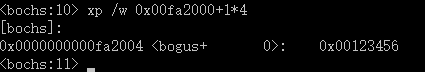 <bochs:10> xp /w 0x00fa2000+1*4
[bochs]:
0x0000000000fa2004 <bogus+       0>:    0x00123456
<bochs:11>